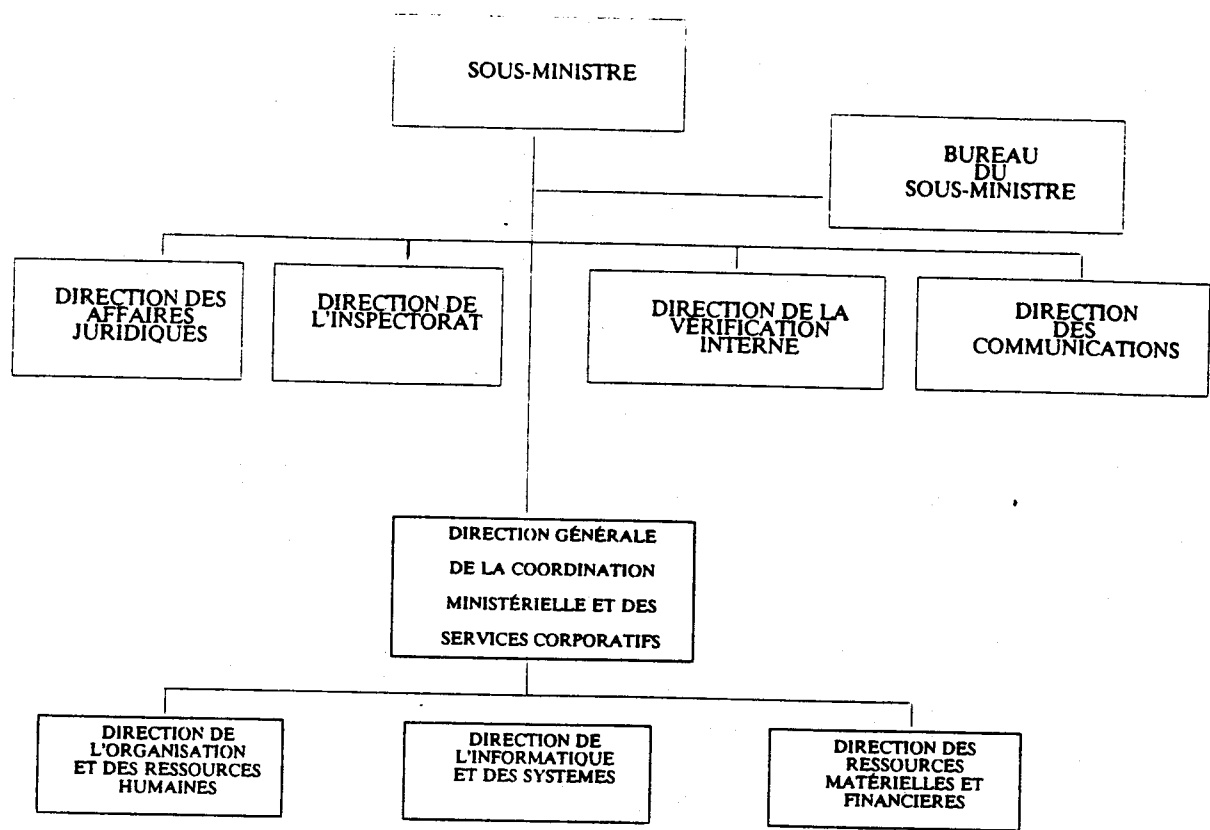 SOUS-MINISTRE
BUREAU
DU
SOUS-MINISTRE
DIRECTION DES
AFFAIRES
JURIDIQUES
DIRECTION DE
L'INSPECTORAT
DIRECTION DE LA
VÉRIFICATION
INTERNE
DIRECTION
DES
COMMUNICATIONS
DIRECTION GÉNÉRALE
DE LA COORDINATION
MINISTÉRIELLE ET DES
SERVICES CORPORATIFS
DIRECTION DE
L'ORGANISATION
ET DES RESSOURCES
HUMAINES
DIRECTION DE
L'INFORMATIQUE
ET DES SYSTEMES
DIRECTION DES
RESSOURCES
MATÉRIELLES ET
FINANCIERES